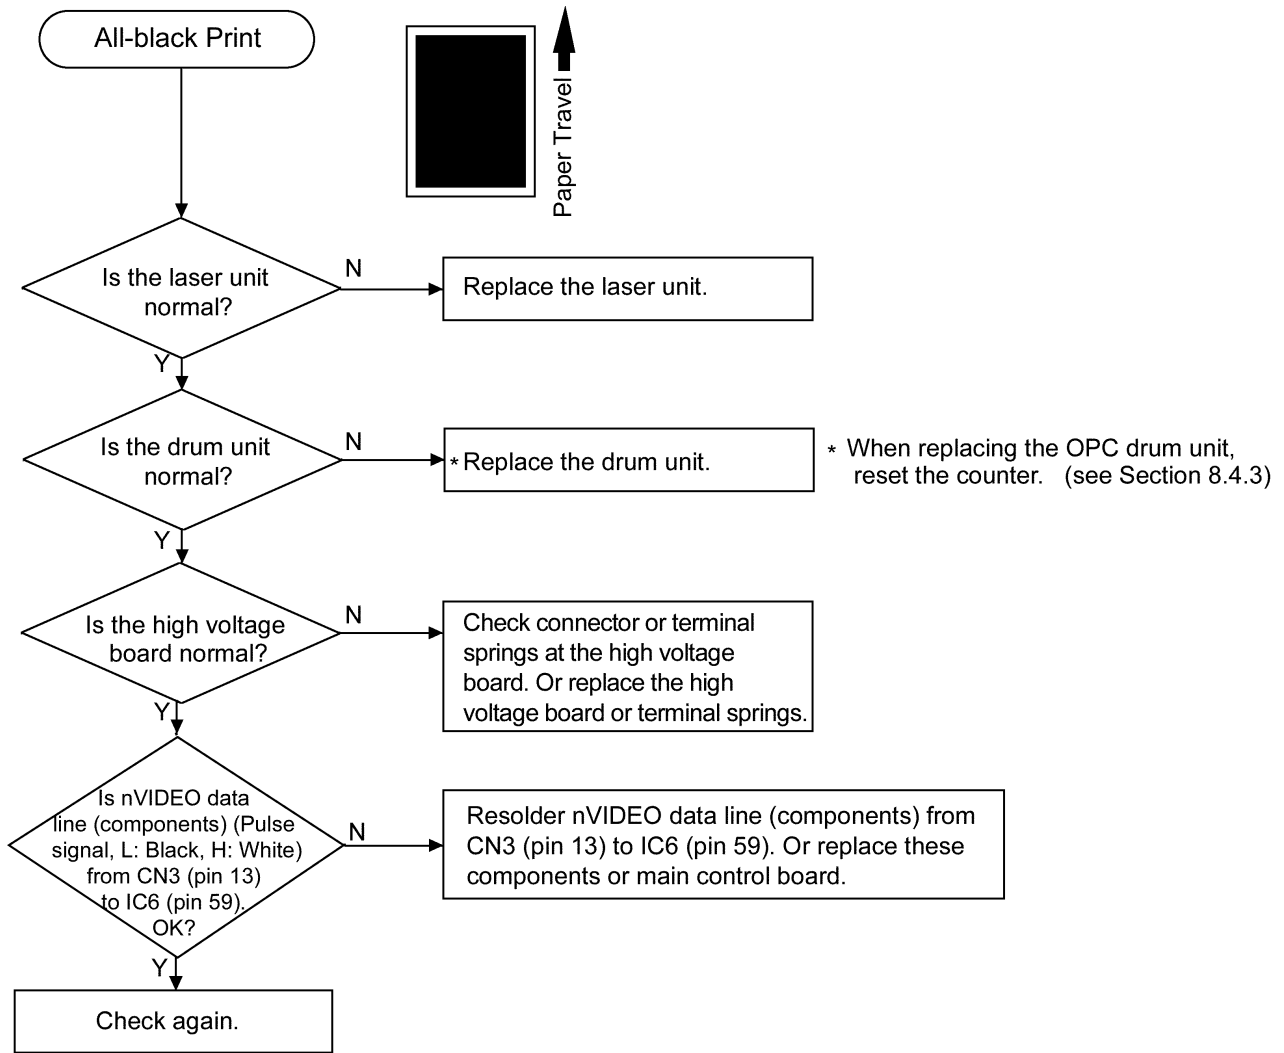 All-black Print
Paper Travel
Is the laser unit
normal?
N
Replace the laser unit.
Y
Is the drum unit
normal?
N
* Replace the drum unit.
* When replacing the OPC drum unit,
reset the counter. (see Section 8.4.3)
Y
Is the high voltage
board normal?
N
Check connector or terminal
springs at the high voltage
board. Or replace the high
voltage board or terminal springs.
Y
Is nVIDEO data
line (components) (Pulse
signal, L: Black, H: White)
from CN3 (pin 13)
to IC6 (pin 59).
OK?
N
Resolder nVIDEO data line (components) from
CN3 (pin 13) to IC6 (pin 59). Or replace these
components or main control board.
Y
Check again.